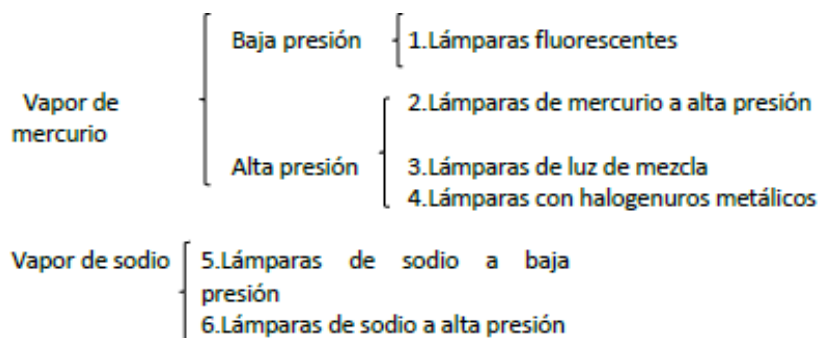 Baja presión
1.Lámparas fluorescentes
Vapor de
mercurio
2.Lámparas de mercurio a alta presión
Alta presión
3.Lámparas de luz de mezcla
4.Lámparas con halogenuros metálicos
Vapor de sodio
5.Lámparas de sodio a baja
presión
6.Lámparas de sodio a alta presión